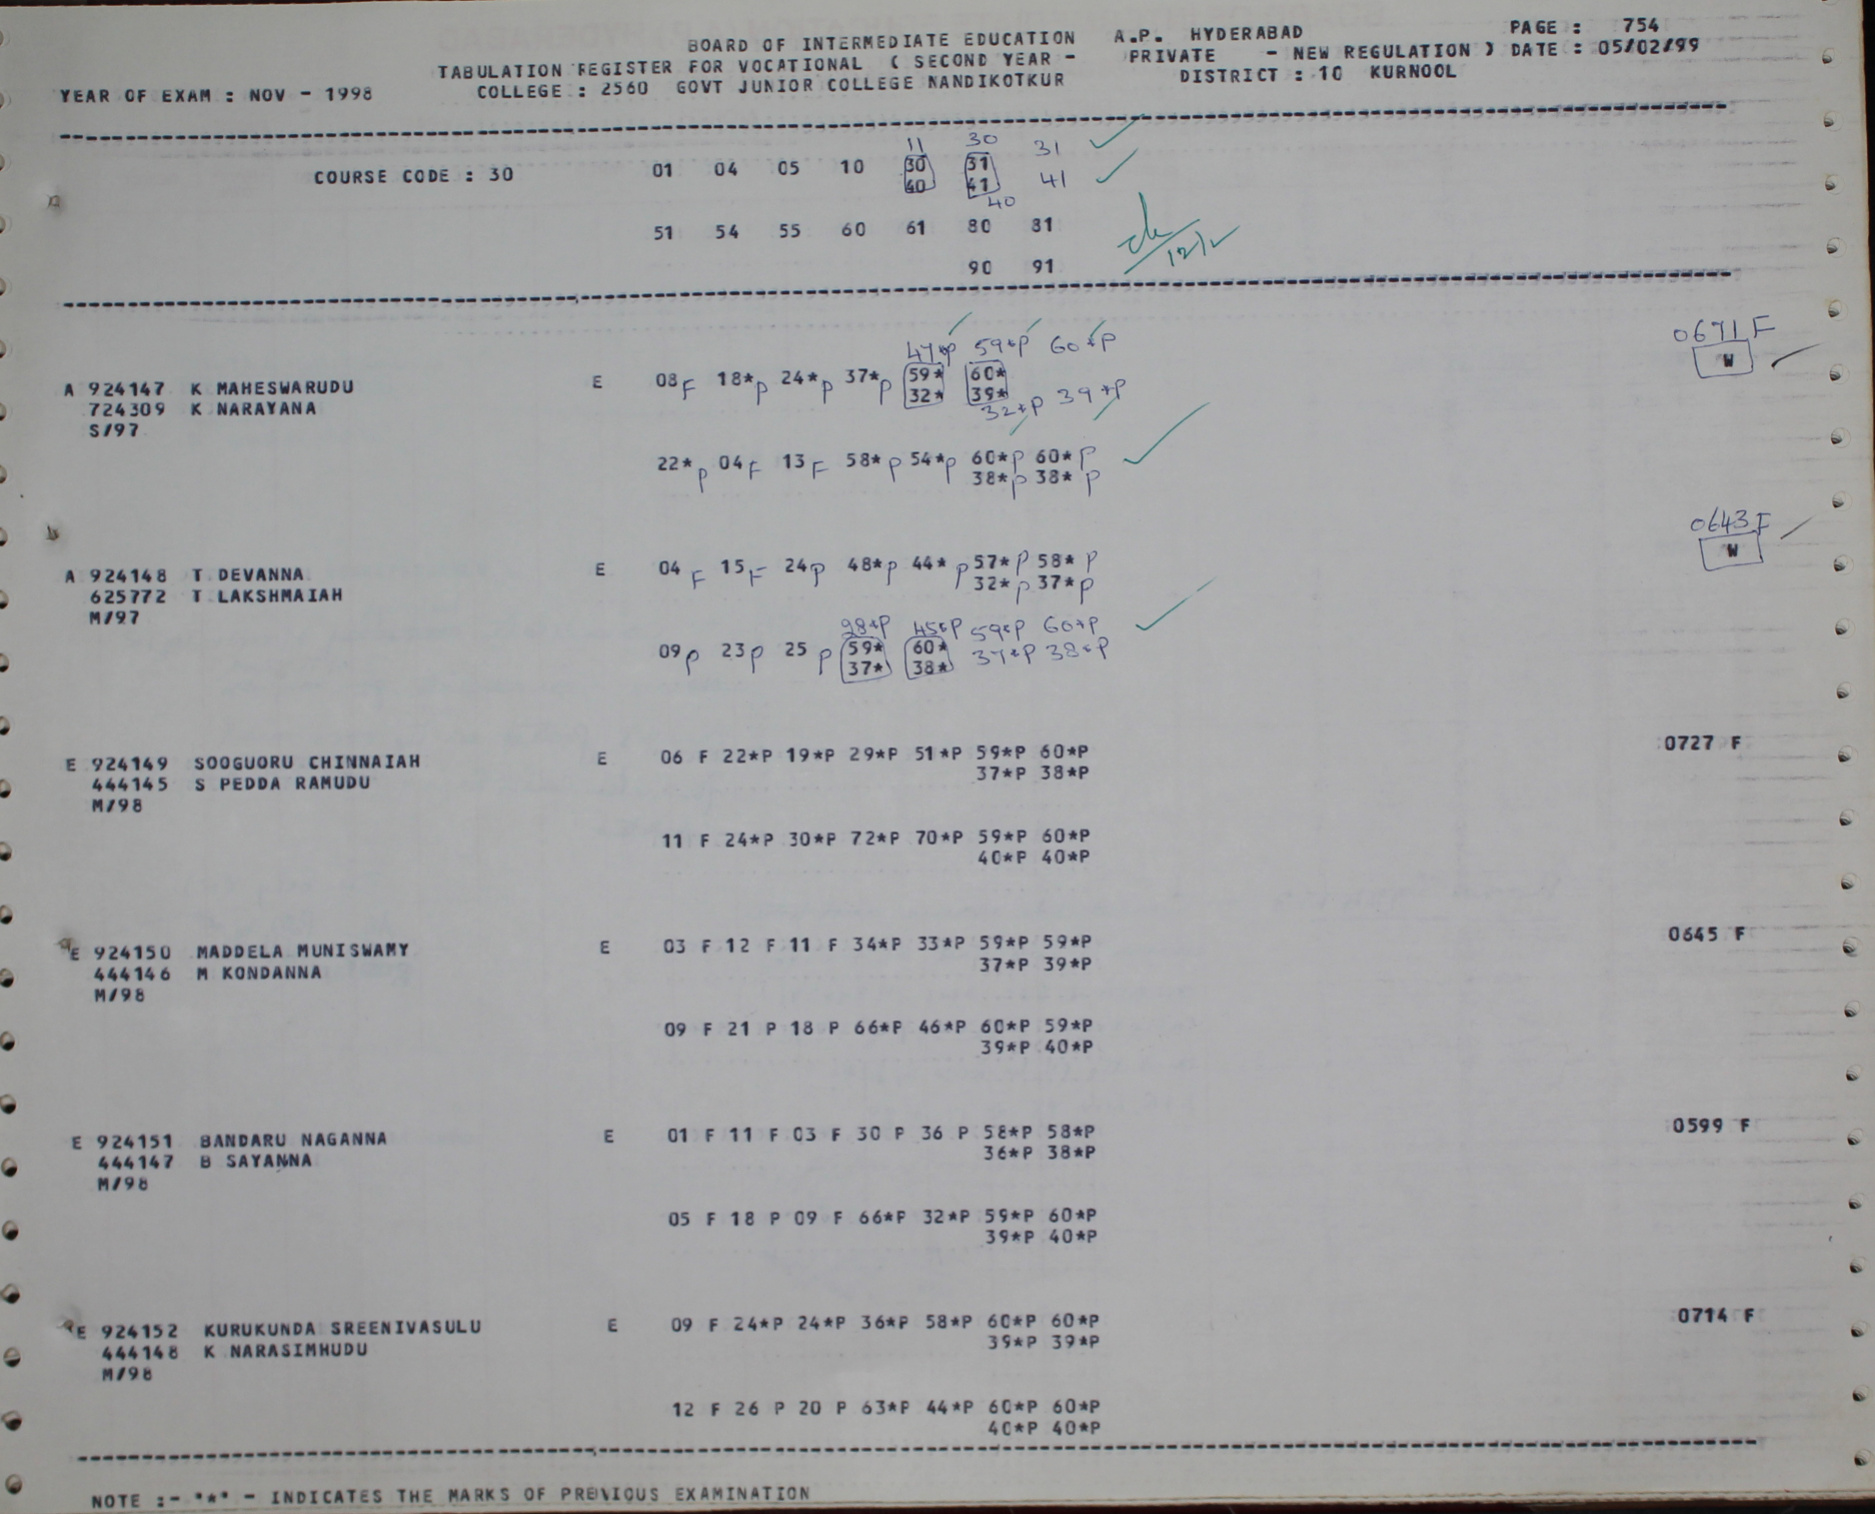 BOARD OF INTERMEDIATE EDUCATION A.P. HYDERABAD PAGE : 754
TABULATION REGISTER FOR VOCATIONAL ( SECOND YEAR - PRIVATE - NEW REGULATION ) DATE : 05/02/99
YEAR OF EXAM : NOV - 1998 COLLEGE : 2560 GOVT JUNIOR COLLEGE NANDIKOTKUR DISTRICT : 10 KURNOOL
11 30 31
COURSE CODE : 30 01 04 05 10 30 31
40 41 41
40
51 54 55 60 61 80 81
12/2
90 91
0671 F
47*P 59*P 60*P
W
A 924147 K MAHESWARUDU E 08 F 18*P 24*P 37*P 59* 60*
724309 K NARAYANA 32* 39* 32*P 39*P
S/97
22*P 04 F 13 F 58*P 54*P 60*P 60*P
38*P 38*P
0643 F
W
A 924148 T DEVANNA E 04 F 15 F 24 P 48*P 44*P 57*P 58*P
625772 T LAKSHMAIAH 32*P 37*P
M/97
45*P 59*P 60*P
09 P 23 P 25 P 59* 60* 37*P 38*P
37* 38*
E 924149 SOOGUORU CHINNAIAH E 06 F 22*P 19*P 29*P 51*P 59*P 60*P 0727 F
444145 S PEDDA RAMUDU 37*P 38*P
M/98
11 F 24*P 30*P 72*P 70*P 59*P 60*P
40*P 40*P
E 924150 MADDELA MUNISWAMY E 03 F 12 F 11 F 34*P 33*P 59*P 59*P 0645 F
444146 M KONDANNA 37*P 39*P
M/98
09 F 21 P 18 P 66*P 46*P 60*P 59*P
39*P 40*P
E 924151 BANDARU NAGANNA E 01 F 11 F 03 F 30 P 36 P 58*P 58*P 0599 F
444147 B SAYANNA 36*P 38*P
M/98
05 F 18 P 09 F 66*P 32*P 59*P 60*P
39*P 40*P
E 924152 KURUKUNDA SREENIVASULU E 09 F 24*P 24*P 36*P 58*P 60*P 60*P 0714 F
444148 K NARASIMHUDU 39*P 39*P
M/98
12 F 26 P 20 P 63*P 44*P 60*P 60*P
40*P 40*P
NOTE :- "*" - INDICATES THE MARKS OF PREVIOUS EXAMINATION